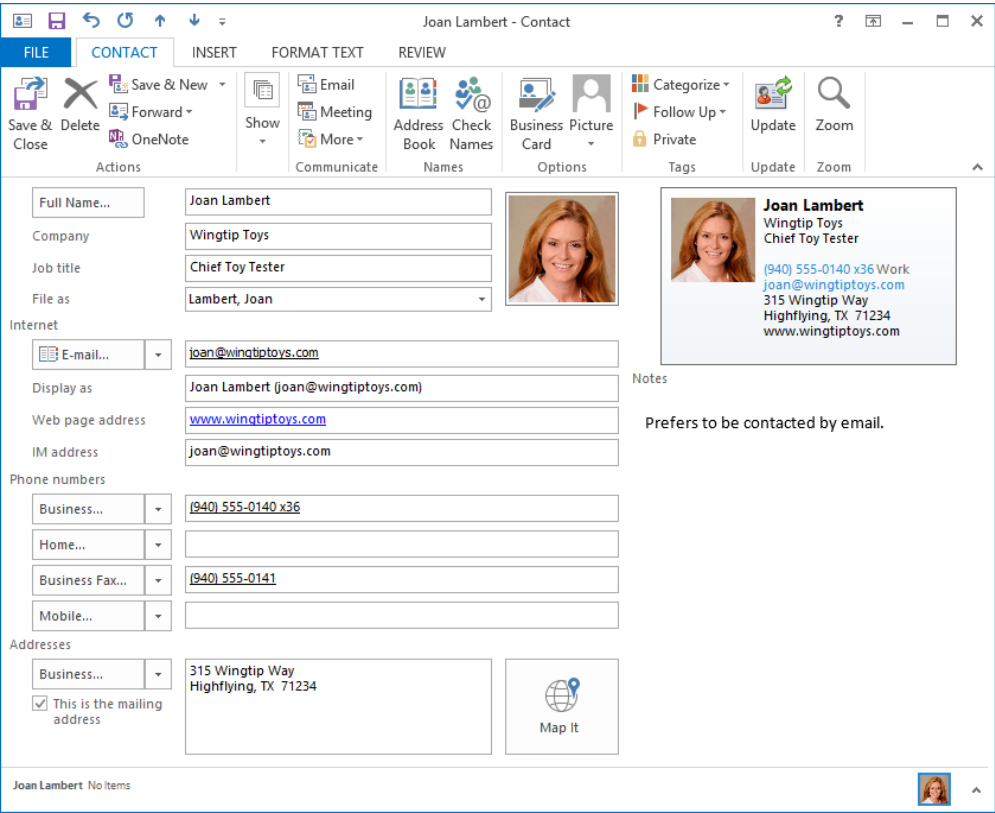 Joan Lambert - Contact
?
FILE CONTACT INSERT FORMAT TEXT REVIEW
Save & Close
Delete
Save & New
Forward
OneNote
Actions
Show
Email
Meeting
More
Communicate
Address Book
Check Names
Names
Business Card
Picture
Options
Categorize
Follow Up
Private
Tags
Update
Update
Zoom
Zoom
Full Name... Joan Lambert
Company Wingtip Toys
Job title Chief Toy Tester
File as Lambert, Joan
Internet
E-mail... joan@wingtiptoys.com
Display as Joan Lambert (joan@wingtiptoys.com)
Web page address www.wingtiptoys.com
IM address joan@wingtiptoys.com
Phone numbers
Business... (940) 555-0140 x36
Home...
Business Fax... (940) 555-0141
Mobile...
Addresses
Business... 315 Wingtip Way
Highflying, TX 71234
This is the mailing
address
Map It
Joan Lambert
Wingtip Toys
Chief Toy Tester
(940) 555-0140 x36 Work
joan@wingtiptoys.com
315 Wingtip Way
Highflying, TX 71234
www.wingtiptoys.com
Notes
Prefers to be contacted by email.
Joan Lambert No Items